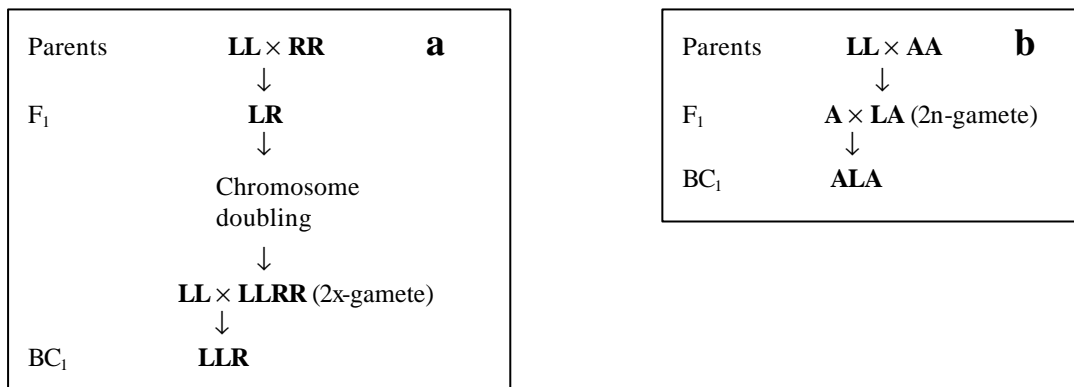 Parents LL × RR a
↓
F₁ LR
↓
Chromosome
doubling
↓
LL × LLRR (2x-gamete)
↓
BC₁ LLR
Parents LL × AA b
↓
F₁ A × LA (2n-gamete)
↓
BC₁ ALA